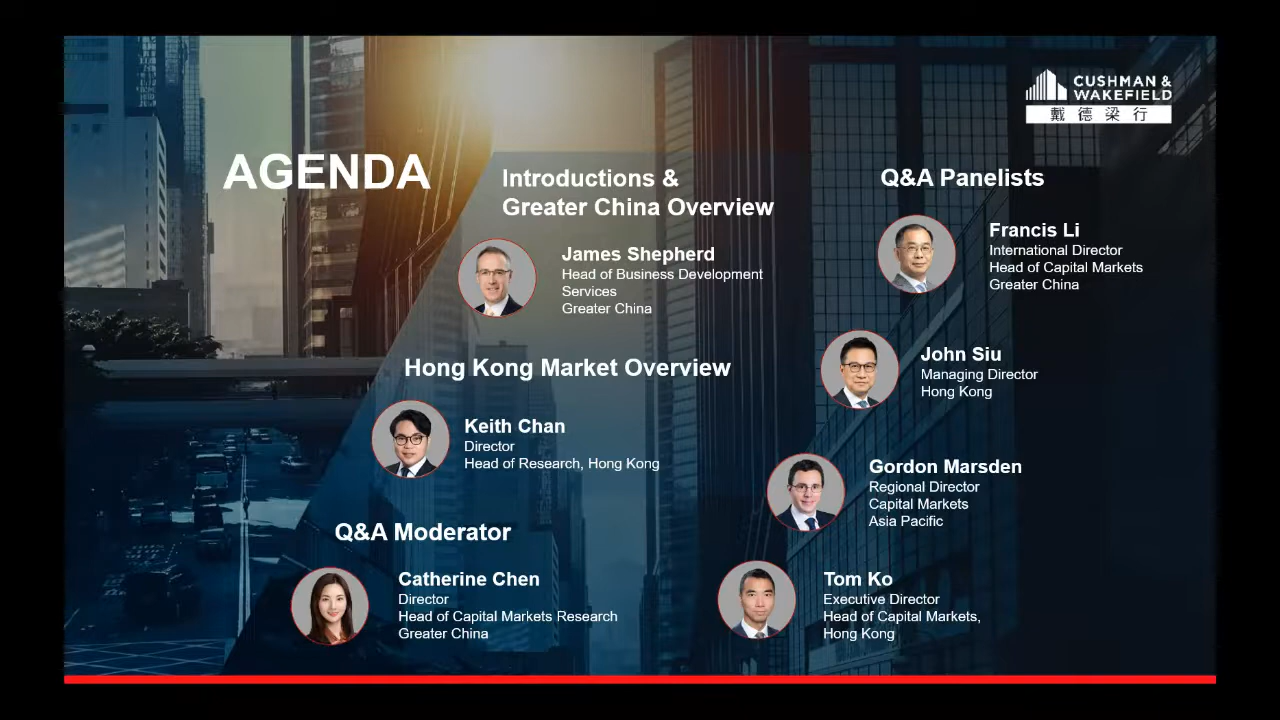 CUSHMAN &
WAKEFIELD
戴德梁行
AGENDA
Introductions &
Greater China Overview
James Shepherd
Head of Business Development
Services
Greater China
Hong Kong Market Overview
Keith Chan
Director
Head of Research, Hong Kong
Q&A Moderator
Catherine Chen
Director
Head of Capital Markets Research
Greater China
Q&A Panelists
Francis Li
International Director
Head of Capital Markets
Greater China
John Siu
Managing Director
Hong Kong
Gordon Marsden
Regional Director
Capital Markets
Asia Pacific
Tom Ko
Executive Director
Head of Capital Markets,
Hong Kong